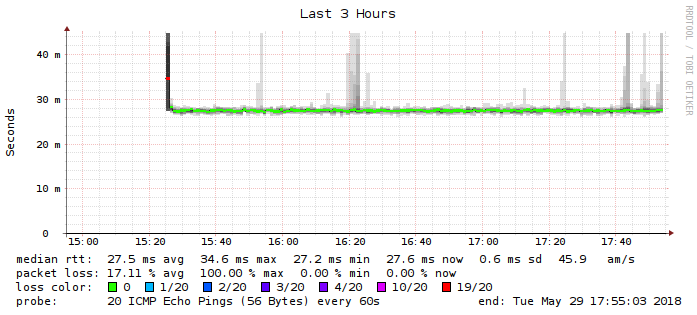 Last 3 Hours
RRDTOOL / TOBI OETIKER
Seconds
40 m
30 m
20 m
10 m
0
15:00 15:20 15:40 16:00 16:20 16:40 17:00 17:20 17:40
median rtt: 27.5 ms avg 34.6 ms max 27.2 ms min 27.6 ms now 0.6 ms sd 45.9 am/s
packet loss: 17.11 % avg 100.00 % max 0.00 % min 0.00 % now
loss color: 0 1/20 2/20 3/20 4/20 10/20 19/20
probe: 20 ICMP Echo Pings (56 Bytes) every 60s end: Tue May 29 17:55:03 2018